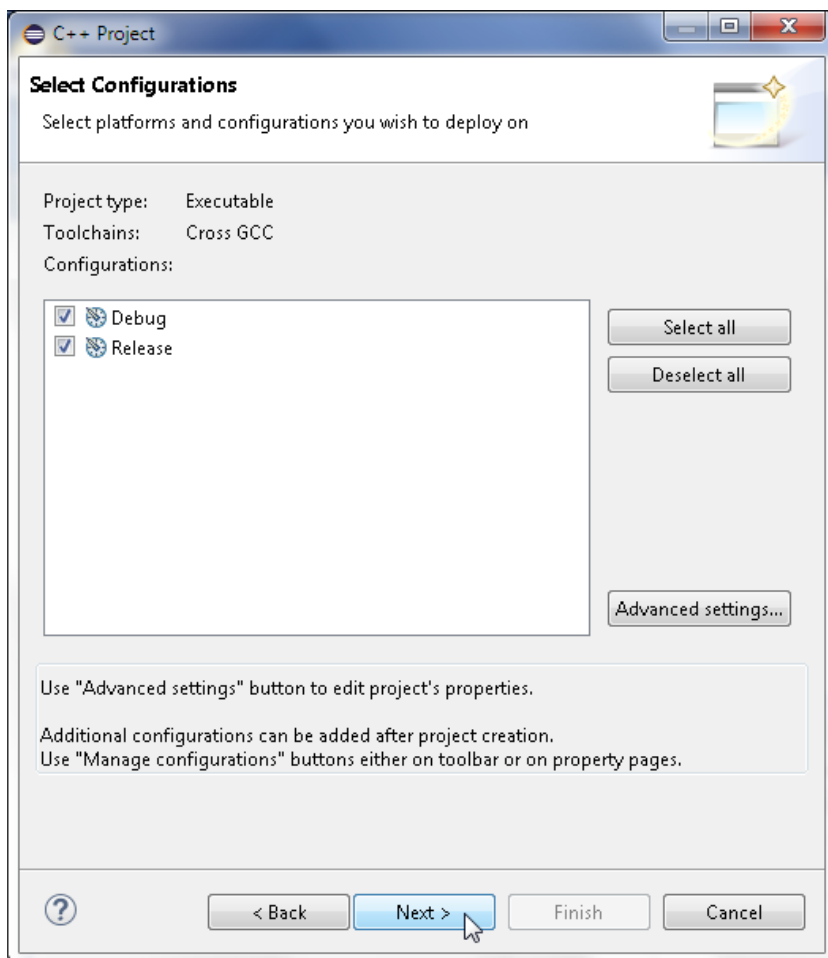 C++ Project
Select Configurations
Select platforms and configurations you wish to deploy on
Project type: Executable
Toolchains: Cross GCC
Configurations:
Debug
Release
Select all
Deselect all
Advanced settings...
Use "Advanced settings" button to edit project's properties.
Additional configurations can be added after project creation.
Use "Manage configurations" buttons either on toolbar or on property pages.
? < Back Next > Finish Cancel